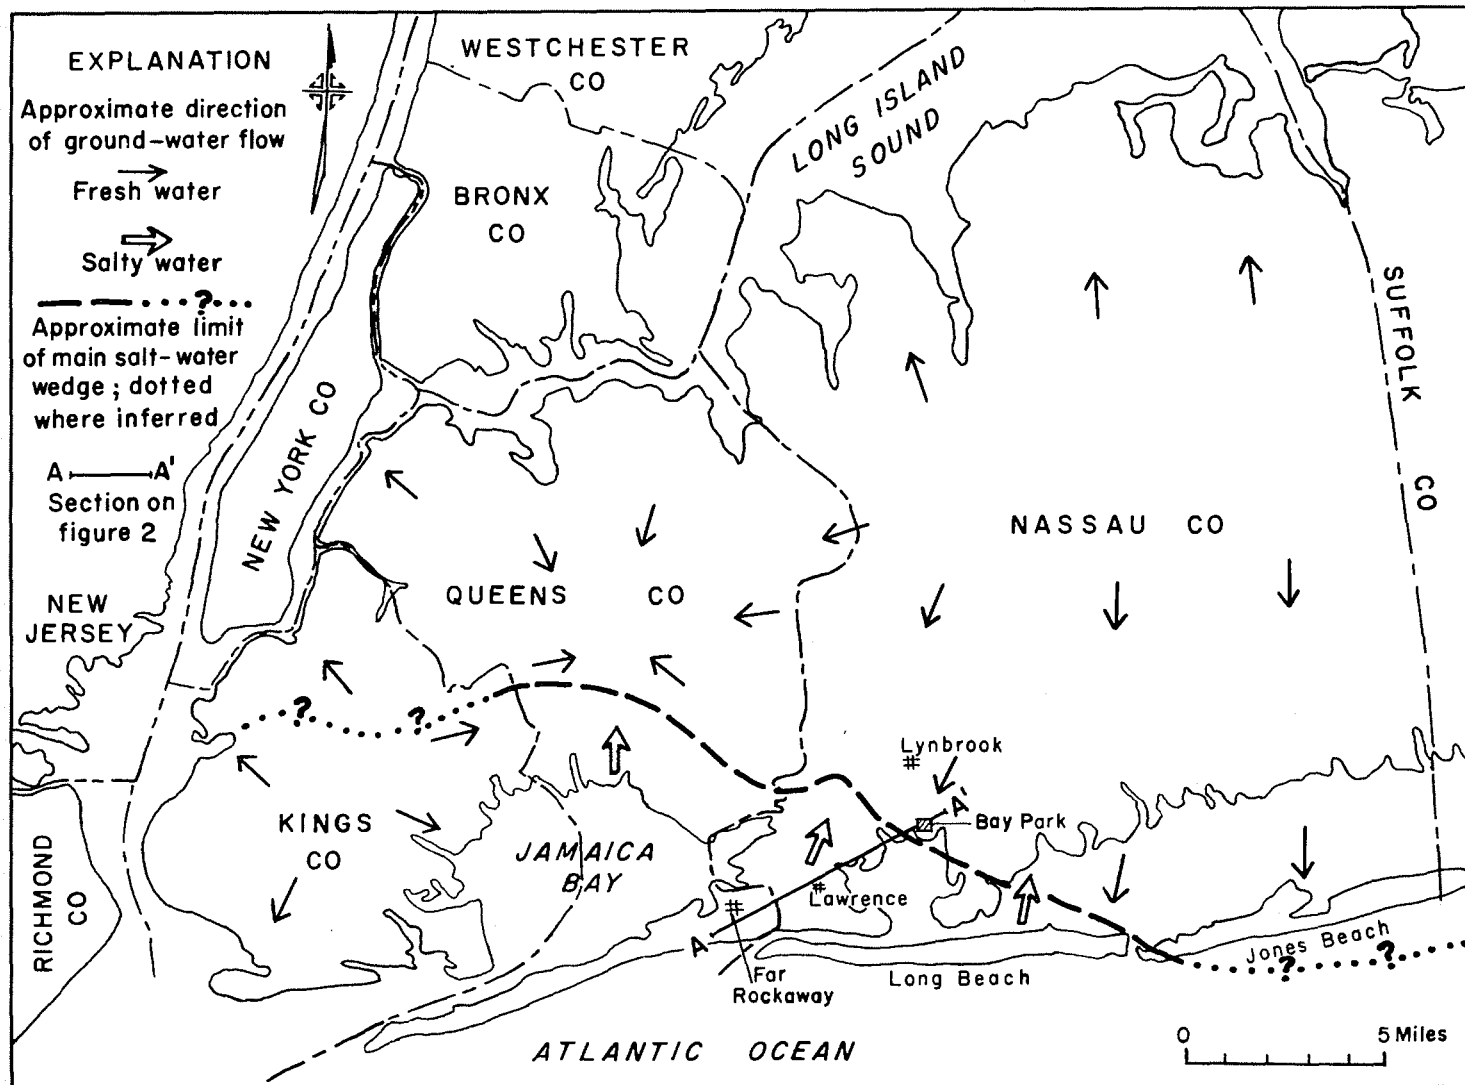 EXPLANATION
Approximate direction
of ground-water flow
Fresh water
Salty water
?
Approximate limit
of main salt-water
wedge; dotted
where inferred
A A'
Section on
figure 2
WESTCHESTER
CO
LONG ISLAND
SOUND
BRONX
CO
NEW YORK CO
SUFFOLK CO
NASSAU CO
QUEENS CO
NEW
JERSEY
? ?
Lynbrook
A'
Bay Park
KINGS
CO
JAMAICA
BAY
Lawrence
RICHMOND
CO
A
Far
Rockaway
Long Beach
Jones Beach
? ?
ATLANTIC OCEAN
0 5 Miles